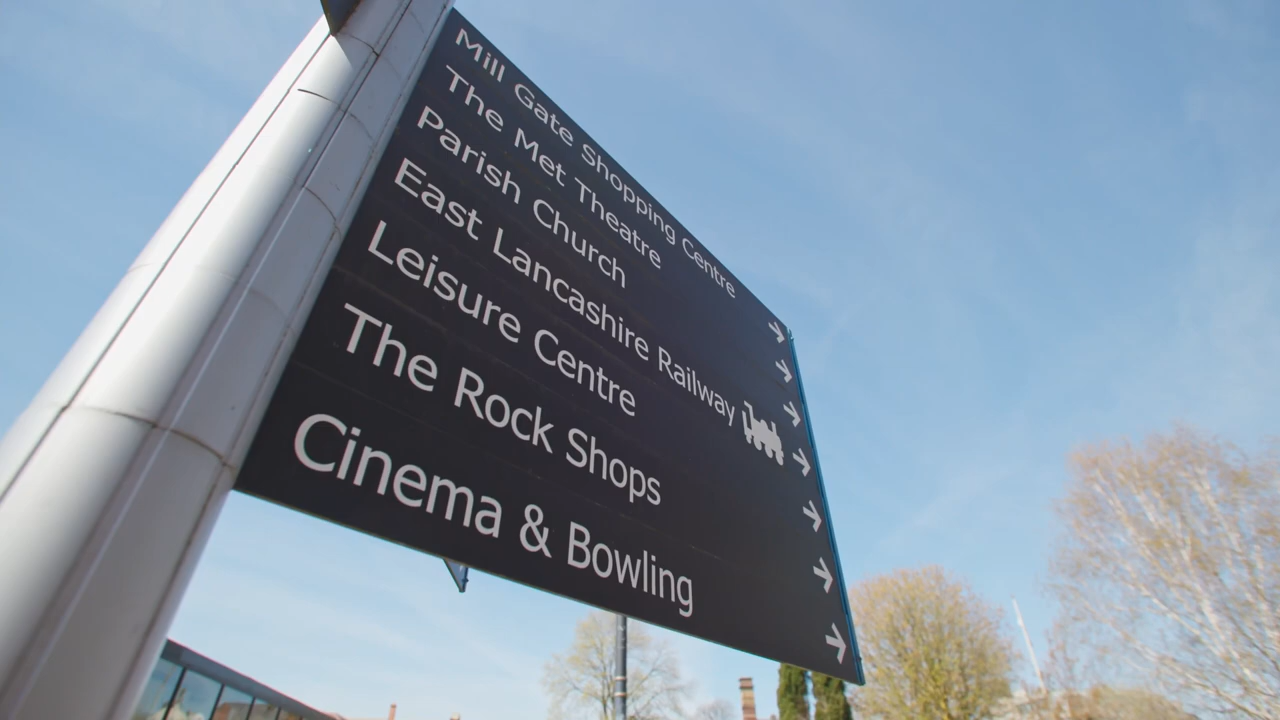 Mill Gate Shopping Centre
The Met Theatre
Parish Church
East Lancashire Railway
Leisure Centre
The Rock Shops
Cinema & Bowling